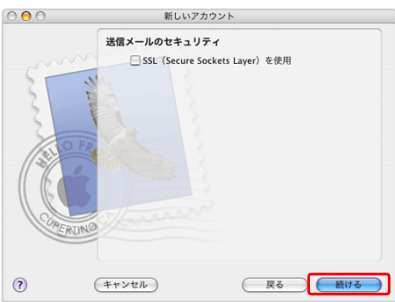 新しいアカウント
送信メールのセキュリティ
SSL（Secure Sockets Layer）を使用
HELLO FR
CUPERTINO
?
キャンセル
戻る
続ける